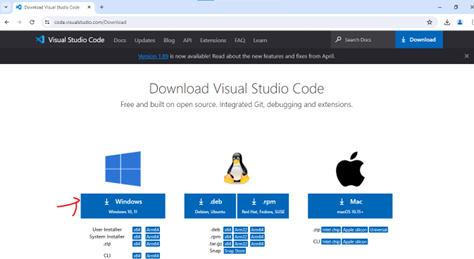 Download Visual Studio Code
code.visualstudio.com/Download
Visual Studio Code Docs Updates Blog API Extensions FAQ Learn Search Docs Download
Version 1.89 is now available! Read about the new features and fixes from April.
Download Visual Studio Code
Free and built on open source. Integrated Git, debugging and extensions.
Windows
Windows 10, 11
.deb
Debian, Ubuntu
.rpm
Red Hat, Fedora, SUSE
Mac
macOS 10.15+
User Installer x64 Arm64
System Installer x64 Arm64
.zip x64 Arm64
CLI x64 Arm64
.deb x64 Arm32 Arm64
.rpm x64 Arm32 Arm64
.tar.gz x64 Arm32 Arm64
Snap Snap Store
.zip Intel chip Apple silicon Universal
CLI Intel chip Apple silicon